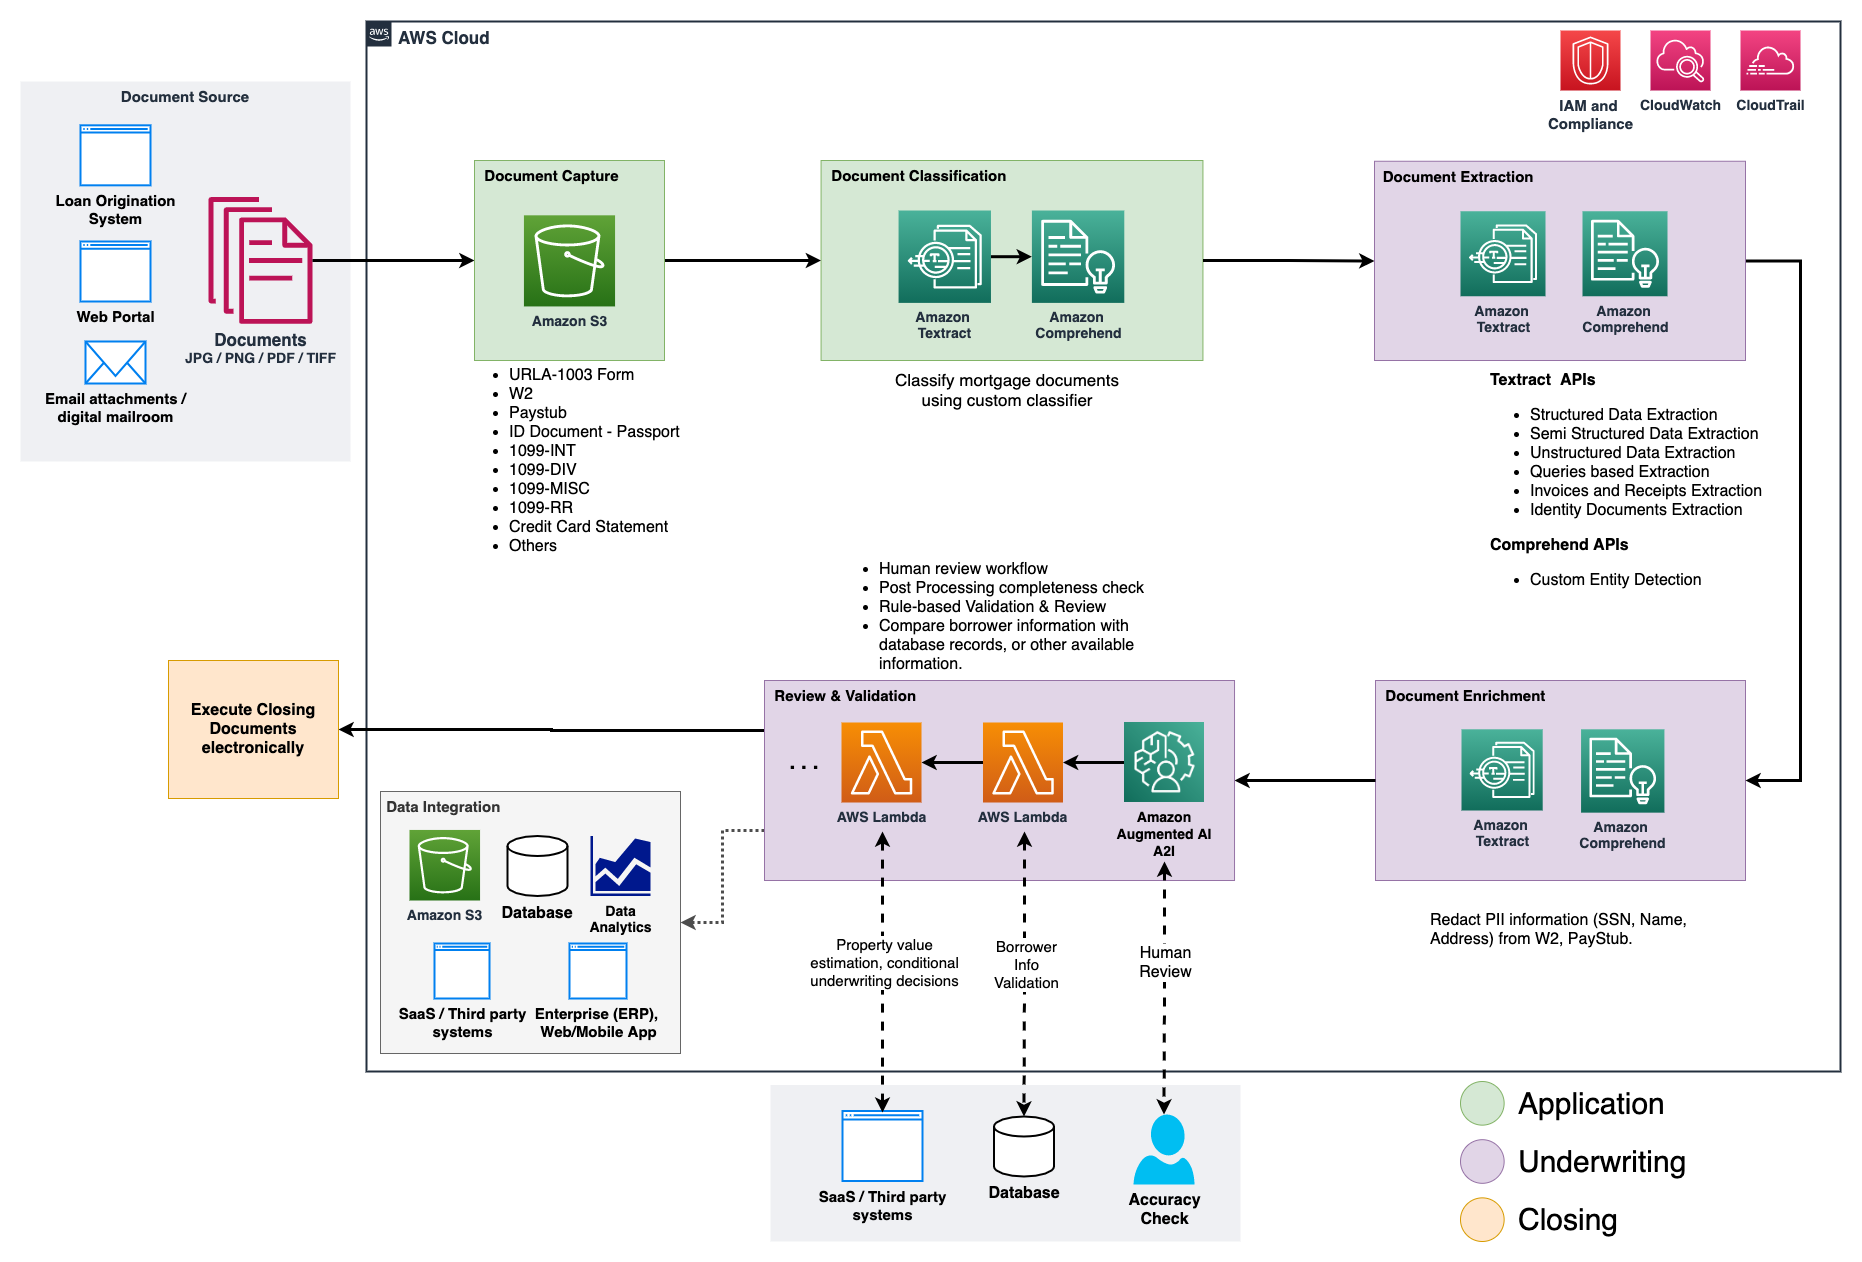 aws
AWS Cloud
IAM and
Compliance
CloudWatch
CloudTrail
Document Source
Loan Origination
System
Web Portal
Email attachments /
digital mailroom
Documents
JPG / PNG / PDF / TIFF
Document Capture
Amazon S3
• URLA-1003 Form
• W2
• Paystub
• ID Document - Passport
• 1099-INT
• 1099-DIV
• 1099-MISC
• 1099-RR
• Credit Card Statement
• Others
Document Classification
Amazon
Textract
Amazon
Comprehend
Classify mortgage documents
using custom classifier
Document Extraction
Amazon
Textract
Amazon
Comprehend
Textract APIs
• Structured Data Extraction
• Semi Structured Data Extraction
• Unstructured Data Extraction
• Queries based Extraction
• Invoices and Receipts Extraction
• Identity Documents Extraction
Comprehend APIs
• Custom Entity Detection
Document Enrichment
Amazon
Textract
Amazon
Comprehend
Redact PII information (SSN, Name,
Address) from W2, PayStub.
• Human review workflow
• Post Processing completeness check
• Rule-based Validation & Review
• Compare borrower information with
database records, or other available
information.
Review & Validation
. . .
AWS Lambda
AWS Lambda
Amazon
Augmented AI
A2I
Property value
estimation, conditional
underwriting decisions
Borrower
Info
Validation
Human
Review
SaaS / Third party
systems
Database
Accuracy
Check
Execute Closing
Documents
electronically
Data Integration
Amazon S3
Database
Data
Analytics
SaaS / Third party
systems
Enterprise (ERP),
Web/Mobile App
Application
Underwriting
Closing